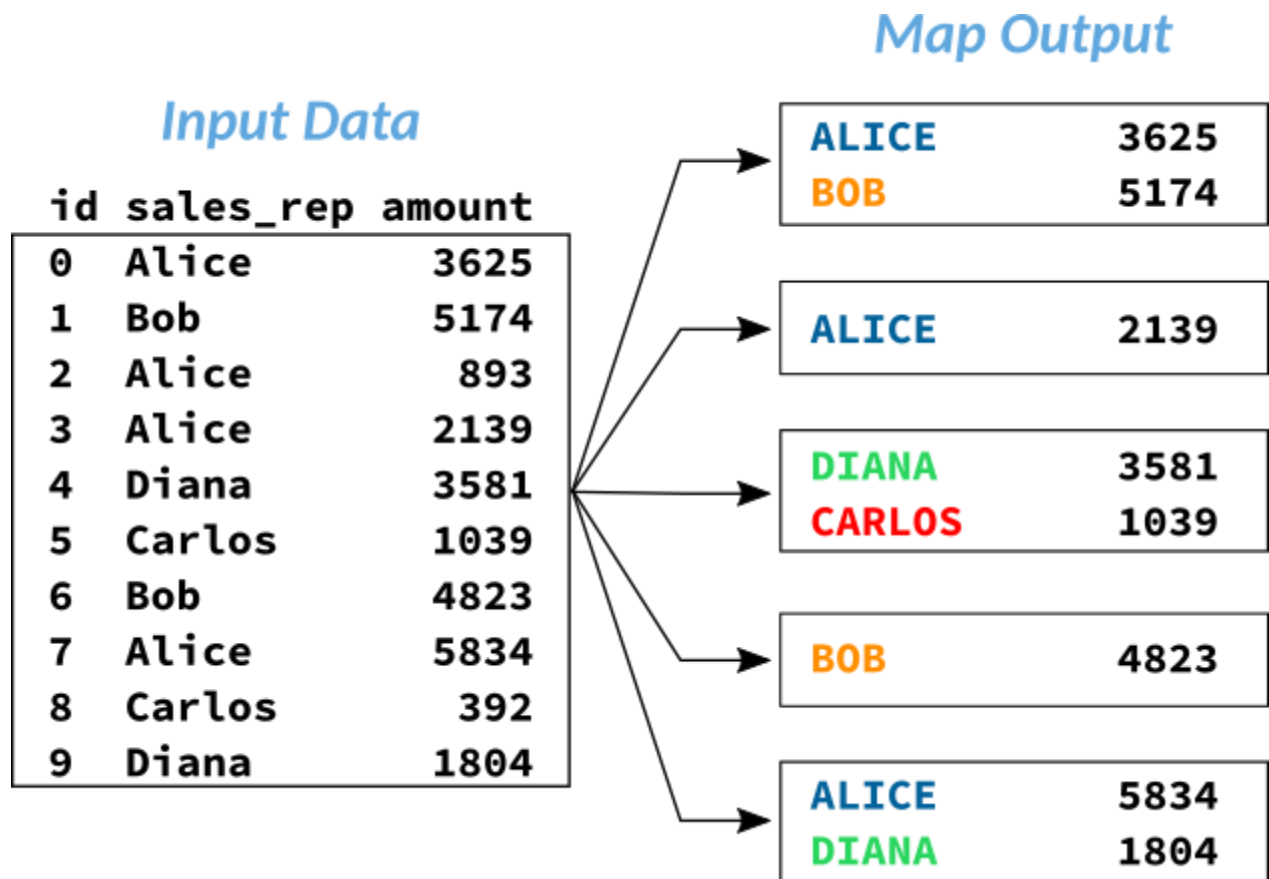 Map Output
Input Data
id sales_rep amount
0 Alice 3625
1 Bob 5174
2 Alice 893
3 Alice 2139
4 Diana 3581
5 Carlos 1039
6 Bob 4823
7 Alice 5834
8 Carlos 392
9 Diana 1804
ALICE 3625
BOB 5174
ALICE 2139
DIANA 3581
CARLOS 1039
BOB 4823
ALICE 5834
DIANA 1804